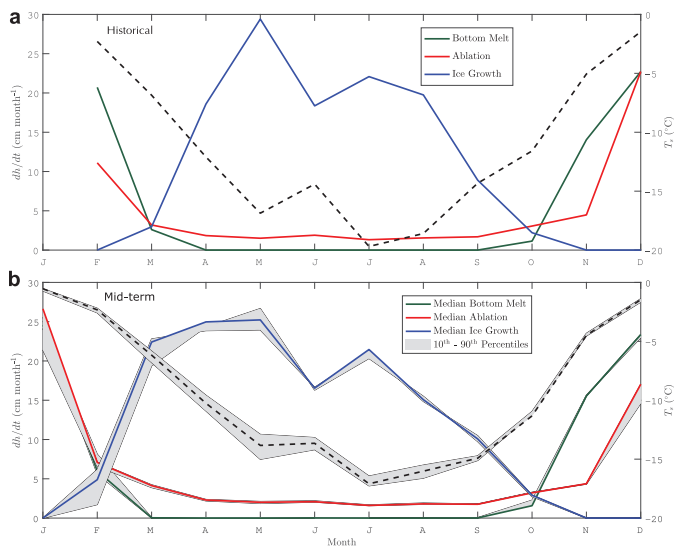 a
Historical
Bottom Melt
Ablation
Ice Growth
dh/dt (cm month⁻¹)
30
25
20
15
10
5
0
0
-5
-10
-15
-20
Tₛ (°C)
J F M A M J J A S O N D
b
Mid-term
Median Bottom Melt
Median Ablation
Median Ice Growth
10ᵗʰ - 90ᵗʰ Percentiles
dh/dt (cm month⁻¹)
30
25
20
15
10
5
0
0
-5
-10
-15
-20
Tₛ (°C)
J F M A M J J A S O N D
Month